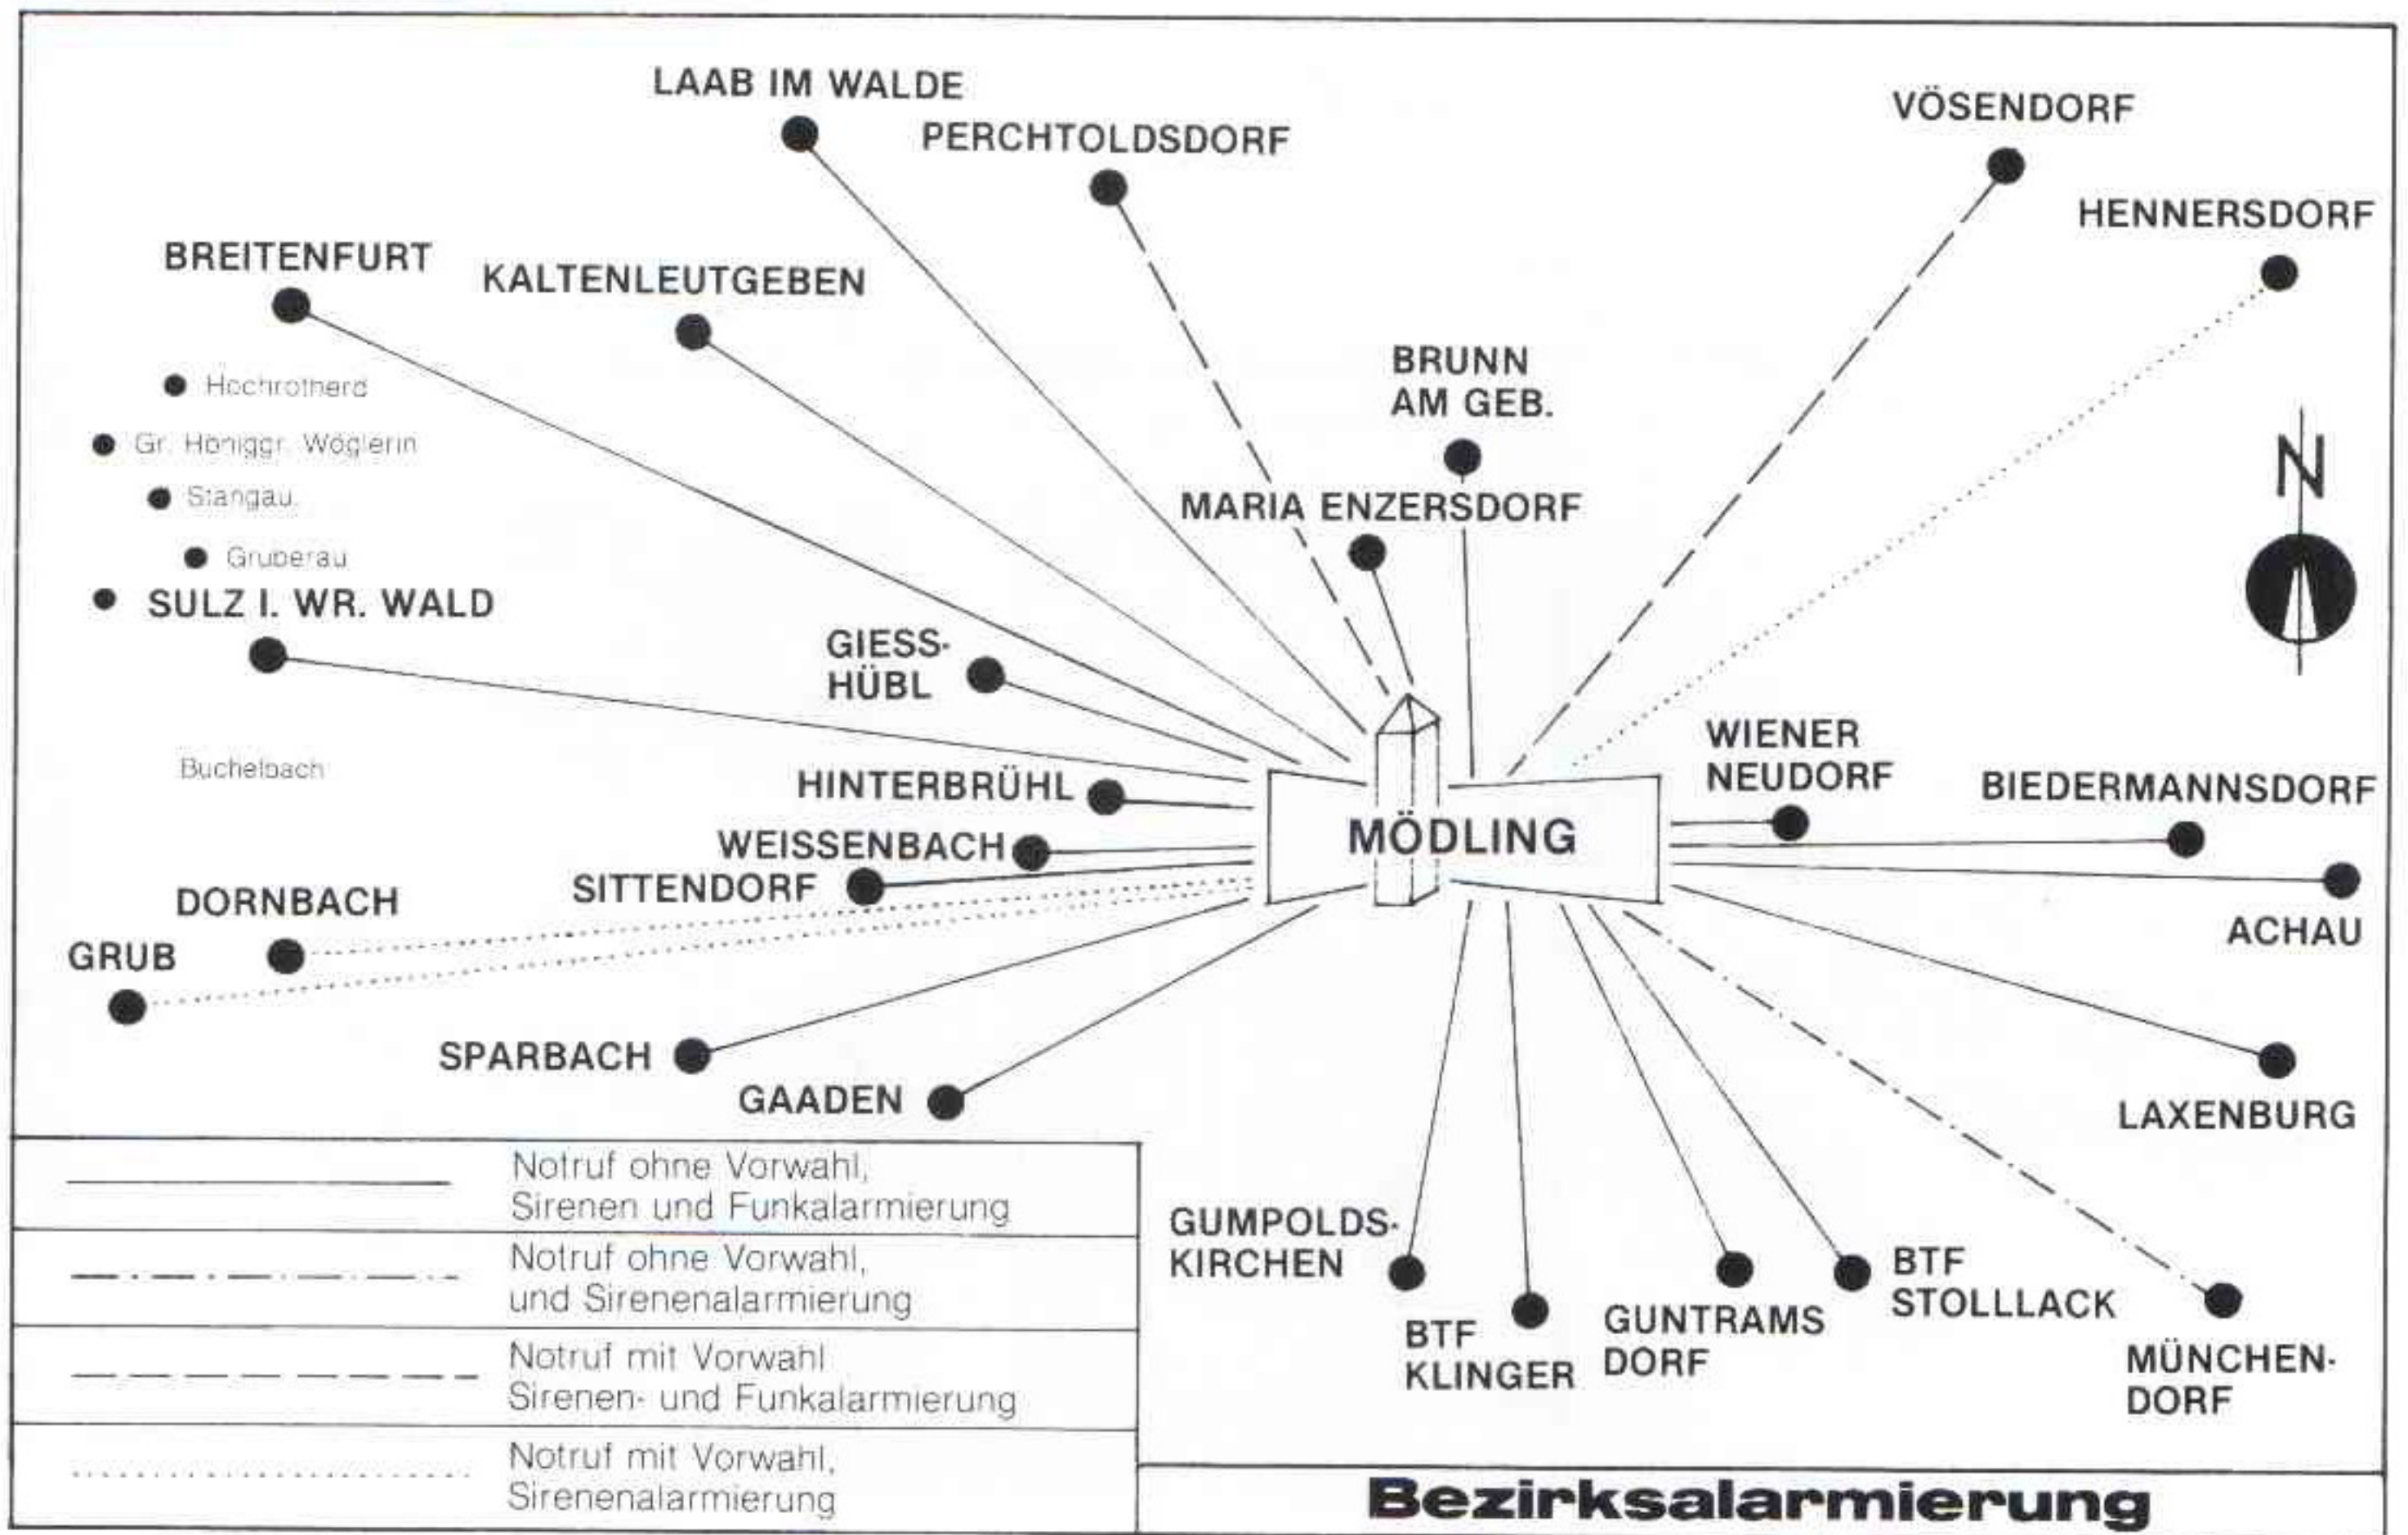 LAAB IM WALDE
PERCHTOLDSDORF
VÖSENDORF
HENNERSDORF
BREITENFURT
KALTENLEUTGEBEN
BRUNN
AM GEB.
Hochrotherd
Gr. Höniggr. Wöglerin
Stangau
Gruberau
MARIA ENZERSDORF
N
SULZ I. WR. WALD
GIESS-
HÜBL
WIENER
NEUDORF
Buchelbach
HINTERBRÜHL
BIEDERMANNSDORF
MÖDLING
WEISSENBACH
SITTENDORF
DORNBACH
ACHAU
GRUB
SPARBACH
GAADEN
LAXENBURG
GUMPOLDS-
KIRCHEN
BTF
KLINGER
GUNTRAMS
DORF
BTF
STOLLLACK
MÜNCHEN-
DORF
Notruf ohne Vorwahl,
Sirenen und Funkalarmierung
Notruf ohne Vorwahl,
und Sirenenalarmierung
Notruf mit Vorwahl
Sirenen- und Funkalarmierung
Notruf mit Vorwahl,
Sirenenalarmierung
Bezirksalarmierung